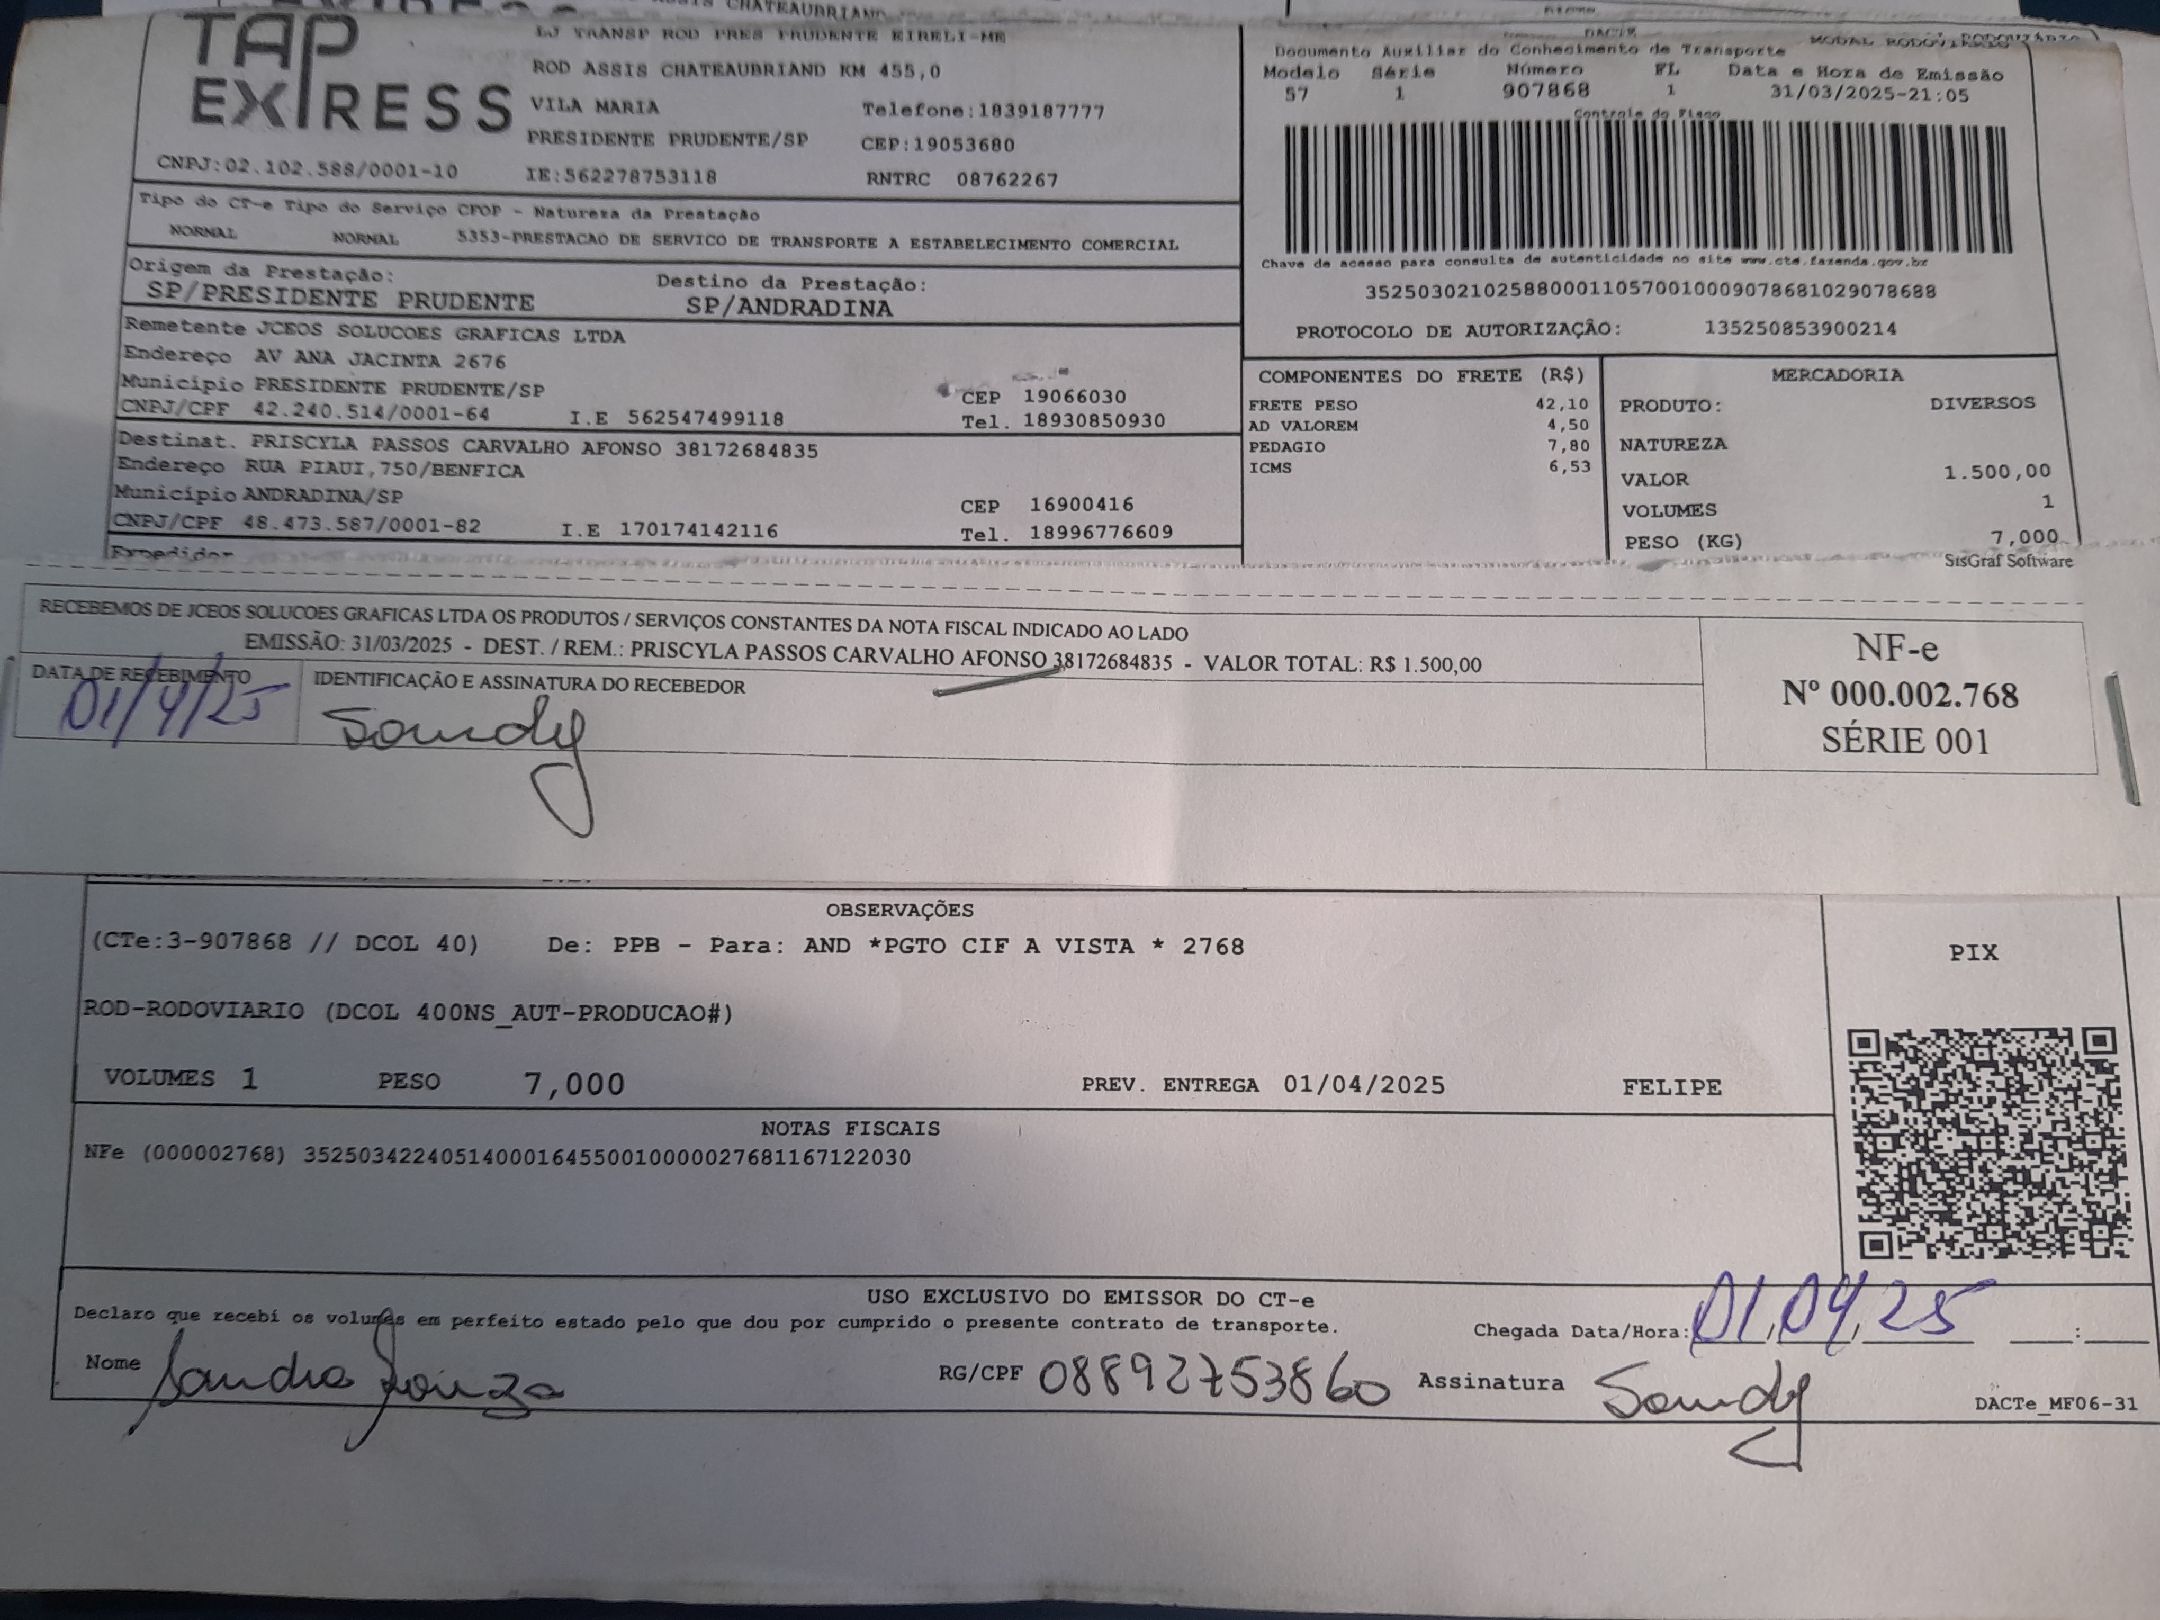 TAP
EXPRESS
LJ TRANSP ROD PRES PRUDENTE EIRELI-ME
ROD ASSIS CHATEAUBRIAND KM 455,0
VILA MARIA Telefone:1839187777
PRESIDENTE PRUDENTE/SP CEP:19053680
CNPJ:02.102.588/0001-10 IE:562278753118 RNTRC 08762267
Tipo do CT-e Tipo do Serviço CFOP - Natureza da Prestação
NORMAL NORMAL 5353-PRESTACAO DE SERVICO DE TRANSPORTE A ESTABELECIMENTO COMERCIAL
Origem da Prestação: Destino da Prestação:
SP/PRESIDENTE PRUDENTE SP/ANDRADINA
Remetente JCEOS SOLUCOES GRAFICAS LTDA
Endereço AV ANA JACINTA 2676
Município PRESIDENTE PRUDENTE/SP CEP 19066030
CNPJ/CPF 42.240.514/0001-64 I.E 562547499118 Tel. 18930850930
Destinat. PRISCYLA PASSOS CARVALHO AFONSO 38172684835
Endereço RUA PIAUI,750/BENFICA
Município ANDRADINA/SP CEP 16900416
CNPJ/CPF 48.473.587/0001-82 I.E 170174142116 Tel. 18996776609
Expedidor
DACTE MODAL RODOVIÁRIO
Documento Auxiliar do Conhecimento de Transporte
Modelo Série Número FL Data e Hora de Emissão
57 1 907868 1 31/03/2025-21:05
Controle do Fisco
Chave de acesso para consulta de autenticidade no site www.cte.fazenda.gov.br
35250302102588000110570010009078681029078688
PROTOCOLO DE AUTORIZAÇÃO: 135250853900214
COMPONENTES DO FRETE (R$)
FRETE PESO 42,10
AD VALOREM 4,50
PEDAGIO 7,80
ICMS 6,53
MERCADORIA
PRODUTO: DIVERSOS
NATUREZA
VALOR 1.500,00
VOLUMES 1
PESO (KG) 7,000
SisGraf Software
RECEBEMOS DE JCEOS SOLUCOES GRAFICAS LTDA OS PRODUTOS / SERVIÇOS CONSTANTES DA NOTA FISCAL INDICADO AO LADO
EMISSÃO: 31/03/2025 - DEST. / REM.: PRISCYLA PASSOS CARVALHO AFONSO 38172684835 - VALOR TOTAL: R$ 1.500,00
DATA DE RECEBIMENTO IDENTIFICAÇÃO E ASSINATURA DO RECEBEDOR
01/4/25 Sandy
NF-e
Nº 000.002.768
SÉRIE 001
OBSERVAÇÕES
(CTe:3-907868 // DCOL 40) De: PPB - Para: AND *PGTO CIF A VISTA * 2768
ROD-RODOVIARIO (DCOL 400NS_AUT-PRODUCAO#)
VOLUMES 1 PESO 7,000 PREV. ENTREGA 01/04/2025 FELIPE
PIX
NOTAS FISCAIS
NFe (000002768) 35250342240514000164550010000027681167122030
USO EXCLUSIVO DO EMISSOR DO CT-e
Declaro que recebi os volumes em perfeito estado pelo que dou por cumprido o presente contrato de transporte.
Chegada Data/Hora: 01/04/25 ___:___
Nome Sandra Souza RG/CPF 08892753860 Assinatura Sandy
DACTe_MF06-31